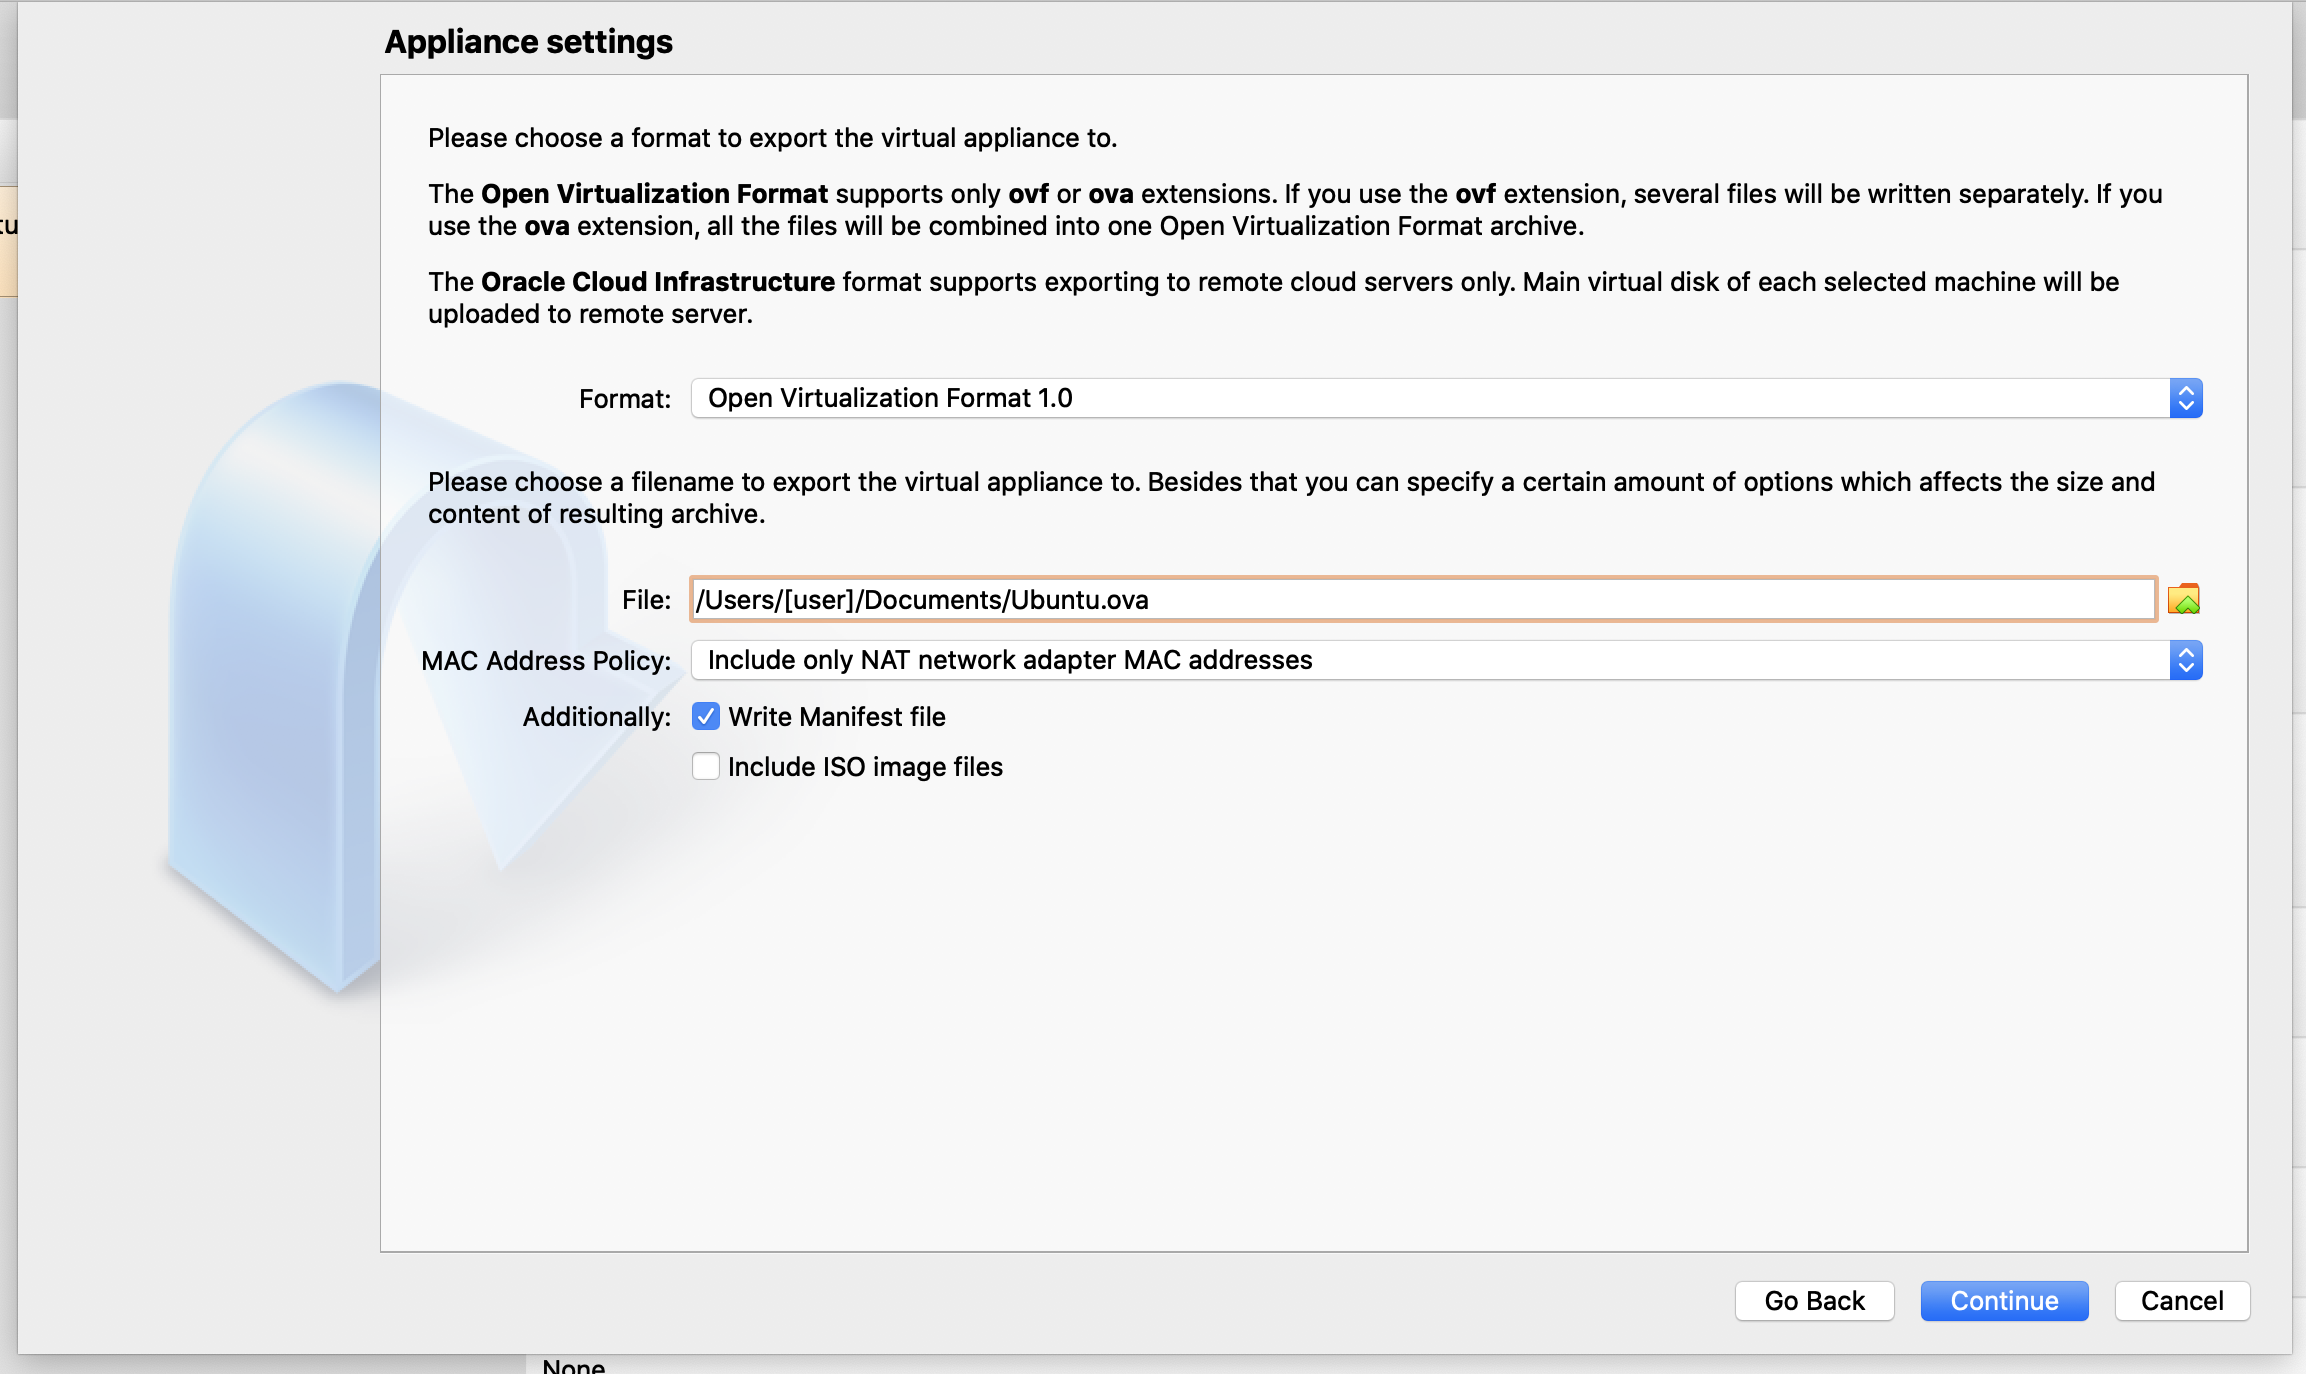 Appliance settings
Please choose a format to export the virtual appliance to.
The Open Virtualization Format supports only ovf or ova extensions. If you use the ovf extension, several files will be written separately. If you
use the ova extension, all the files will be combined into one Open Virtualization Format archive.
The Oracle Cloud Infrastructure format supports exporting to remote cloud servers only. Main virtual disk of each selected machine will be
uploaded to remote server.
Format: Open Virtualization Format 1.0
Please choose a filename to export the virtual appliance to. Besides that you can specify a certain amount of options which affects the size and
content of resulting archive.
File: /Users/[user]/Documents/Ubuntu.ova
MAC Address Policy: Include only NAT network adapter MAC addresses
Additionally: Write Manifest file
Include ISO image files
Go Back Continue Cancel
None